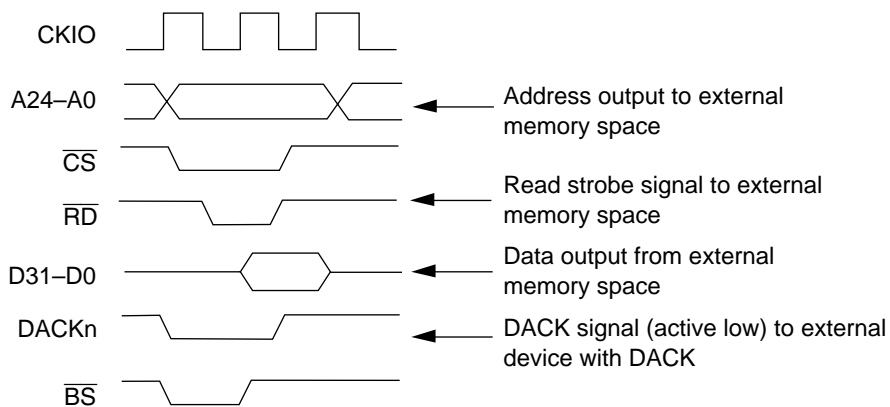 CKIO
A24–A0
Address output to external
memory space
CS
Read strobe signal to external
memory space
RD
Data output from external
memory space
D31–D0
DACKn
DACK signal (active low) to external
device with DACK
BS